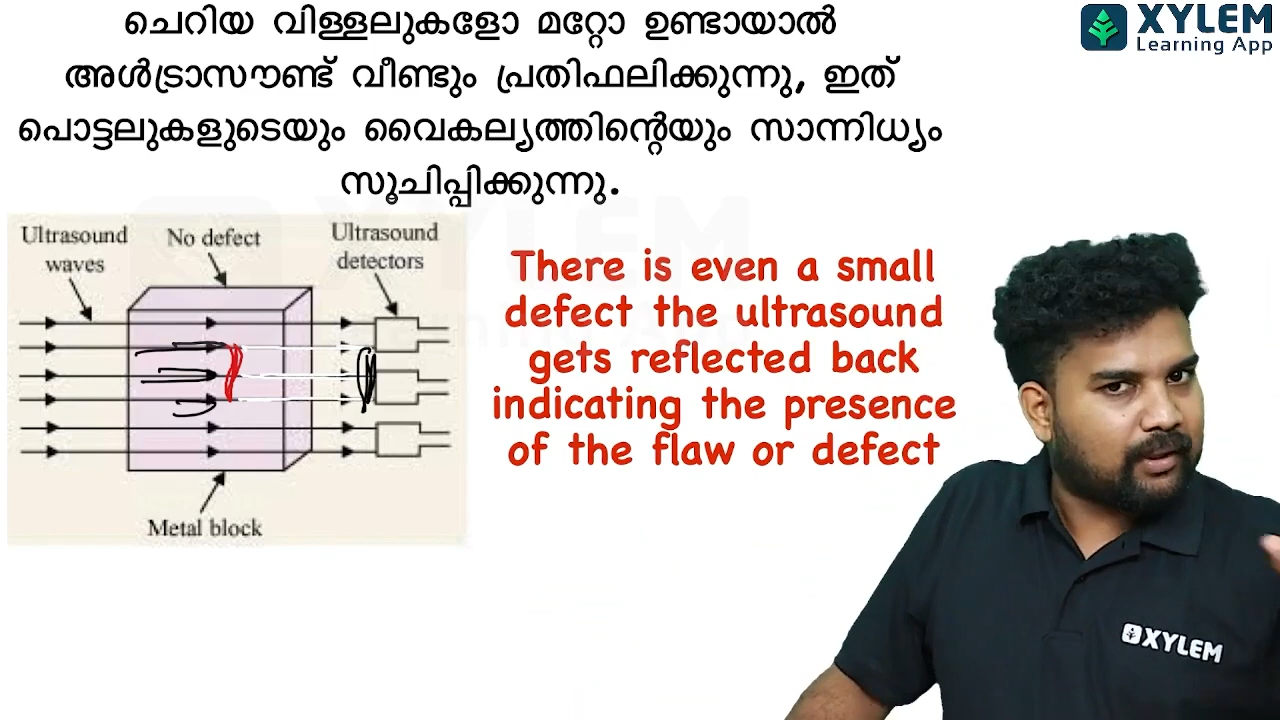 ചെറിയ വിള്ളലുകളോ മറ്റോ ഉണ്ടായാൽ
അൾട്രാസൗണ്ട് വീണ്ടും പ്രതിഫലിക്കുന്നു, ഇത്
പൊട്ടലുകളുടെയും വൈകല്യത്തിന്റെയും സാന്നിധ്യം
സൂചിപ്പിക്കുന്നു.
XYLEM
Learning App
Ultrasound
waves
No defect
Ultrasound
detectors
Metal block
There is even a small
defect the ultrasound
gets reflected back
indicating the presence
of the flaw or defect
XYLEM
XYLEM